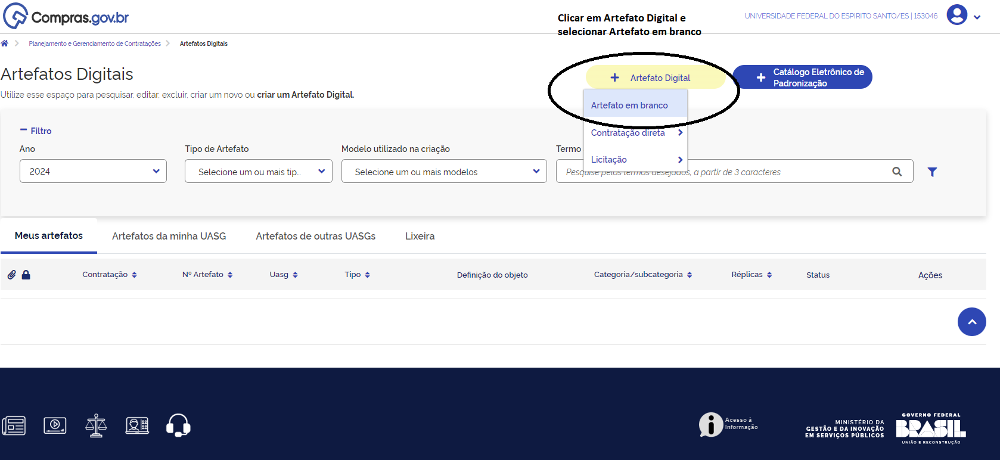 Compras.gov.br
Clicar em Artefato Digital e
selecionar Artefato em branco
UNIVERSIDADE FEDERAL DO ESPIRITO SANTO/ES | 153046
Planejamento e Gerenciamento de Contratações
Artefatos Digitais
Artefatos Digitais
Utilize esse espaço para pesquisar, editar, excluir, criar um novo ou criar um Artefato Digital.
+ Artefato Digital
+ Catálogo Eletrônico de
Padronização
Artefato em branco
Contratação direta
Licitação
Filtro
Ano
Tipo de Artefato
Modelo utilizado na criação
Termo
2024
Selecione um ou mais tip...
Selecione um ou mais modelos
Pesquise pelos termos desejados, a partir de 3 caracteres
Meus artefatos
Artefatos da minha UASG
Artefatos de outras UASGs
Lixeira
Contratação
Nº Artefato
Uasg
Tipo
Definição do objeto
Categoria/subcategoria
Réplicas
Status
Ações
Acesso à
Informação
MINISTÉRIO DA
GESTÃO E DA INOVAÇÃO
EM SERVIÇOS PÚBLICOS
GOVERNO FEDERAL
BRASIL
UNIÃO E RECONSTRUÇÃO